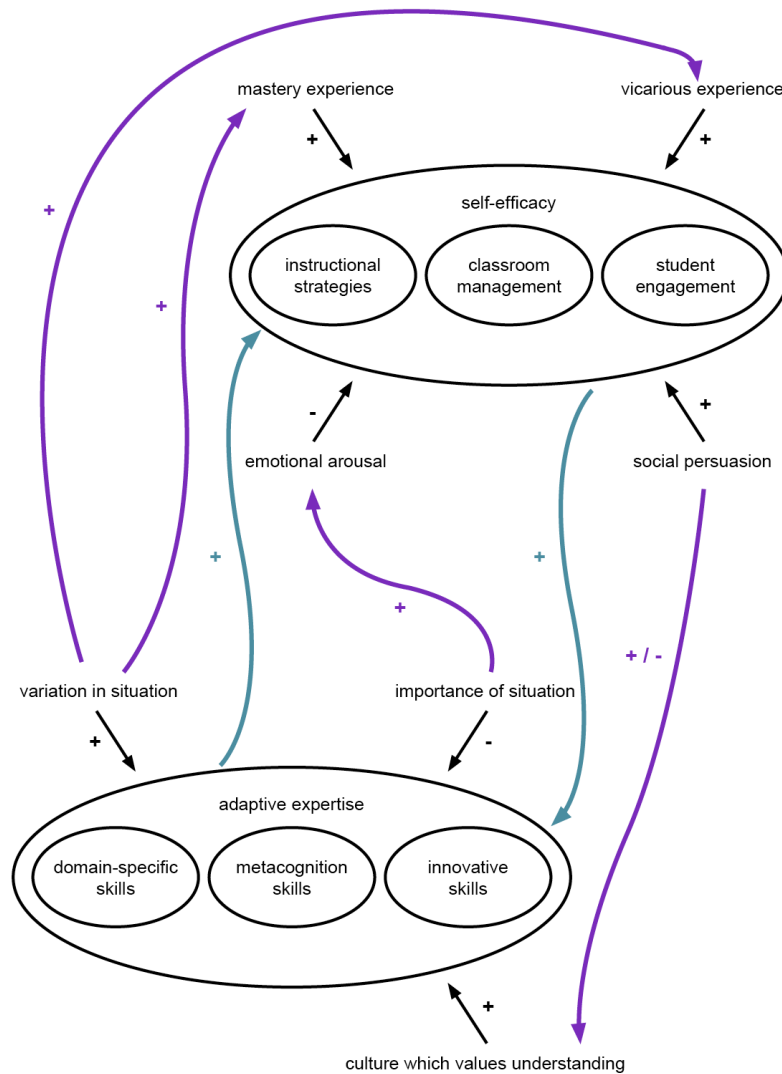 mastery experience
vicarious experience
+
+
+
self-efficacy
instructional
strategies
classroom
management
student
engagement
+
-
+
emotional arousal
social persuasion
+
+
+
+ / -
variation in situation
importance of situation
+
-
adaptive expertise
domain-specific
skills
metacognition
skills
innovative
skills
+
culture which values understanding